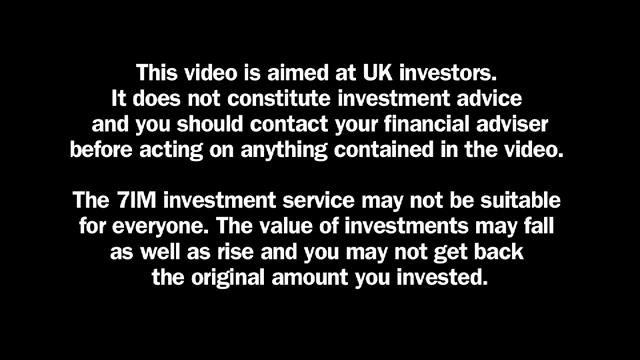 This video is aimed at UK investors.
It does not constitute investment advice
and you should contact your financial adviser
before acting on anything contained in the video.
The 7IM investment service may not be suitable
for everyone. The value of investments may fall
as well as rise and you may not get back
the original amount you invested.